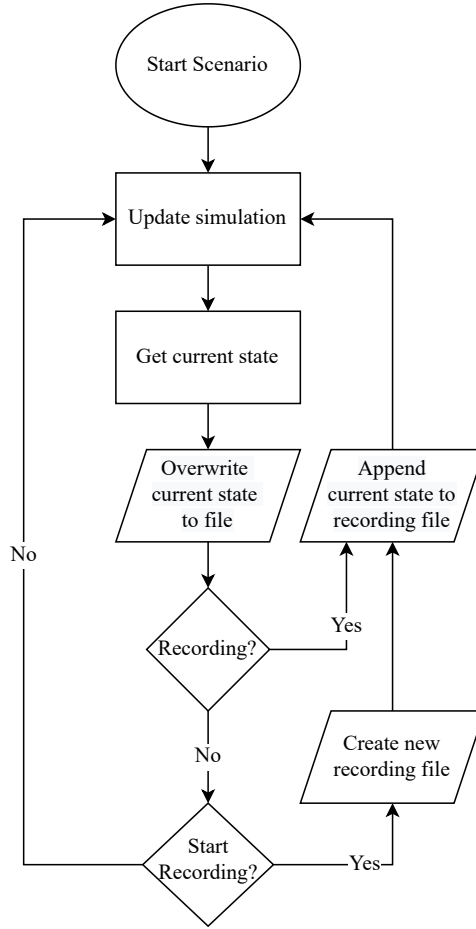 Start Scenario
Update simulation
Get current state
Overwrite
current state
to file
Append
current state to
recording file
No
Yes
Recording?
No
Create new
recording file
Start
Recording?
Yes